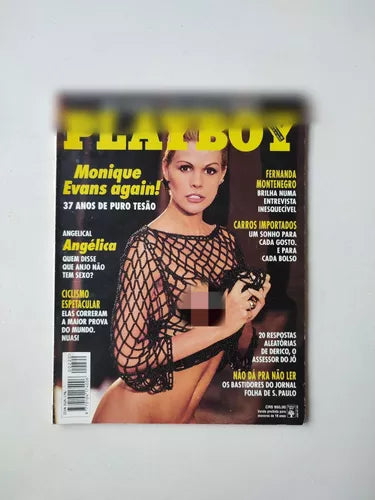 PLAYBOY
Monique
Evans again!
37 ANOS DE PURO TESÃO
ANGELICAL
Angélica
QUEM DISSE
QUE ANJO NÃO
TEM SEXO?
CICLISMO
ESPETACULAR
ELAS CORRERAM
A MAIOR PROVA
DO MUNDO.
NUAS!
FERNANDA
MONTENEGRO
BRILHA NUMA
ENTREVISTA
INESQUECÍVEL
CARROS IMPORTADOS
UM SONHO PARA
CADA GOSTO.
E PARA
CADA BOLSO
20 RESPOSTAS
ALEATÓRIAS
DE DERICO, O
ASSESSOR DO JÔ
NÃO DÁ PRA NÃO LER
OS BASTIDORES DO JORNAL
FOLHA DE S. PAULO